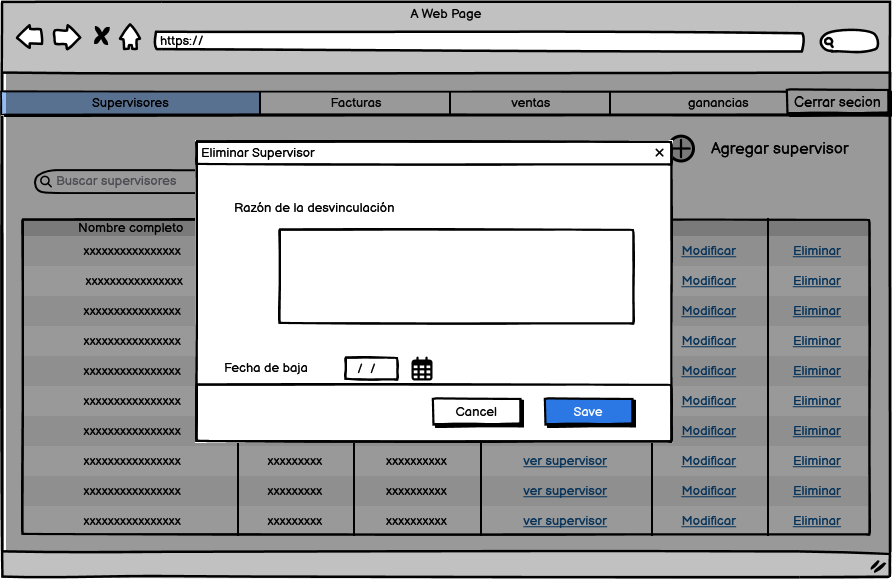 A Web Page
https://
Supervisores Facturas ventas ganancias Cerrar secion
Eliminar Supervisor
Agregar supervisor
Buscar supervisores
Razón de la desvinculación
Nombre completo
xxxxxxxxxxxxxxxx Modificar Eliminar
xxxxxxxxxxxxxxxx Modificar Eliminar
xxxxxxxxxxxxxxxx Modificar Eliminar
xxxxxxxxxxxxxxxx Modificar Eliminar
Fecha de baja / /
xxxxxxxxxxxxxxxx Modificar Eliminar
xxxxxxxxxxxxxxxx Modificar Eliminar
Cancel Save
xxxxxxxxxxxxxxxx Modificar Eliminar
xxxxxxxxxxxxxxxx xxxxxxxxx xxxxxxxxxx ver supervisor Modificar Eliminar
xxxxxxxxxxxxxxxx xxxxxxxxx xxxxxxxxxx ver supervisor Modificar Eliminar
xxxxxxxxxxxxxxxx xxxxxxxxx xxxxxxxxxx ver supervisor Modificar Eliminar